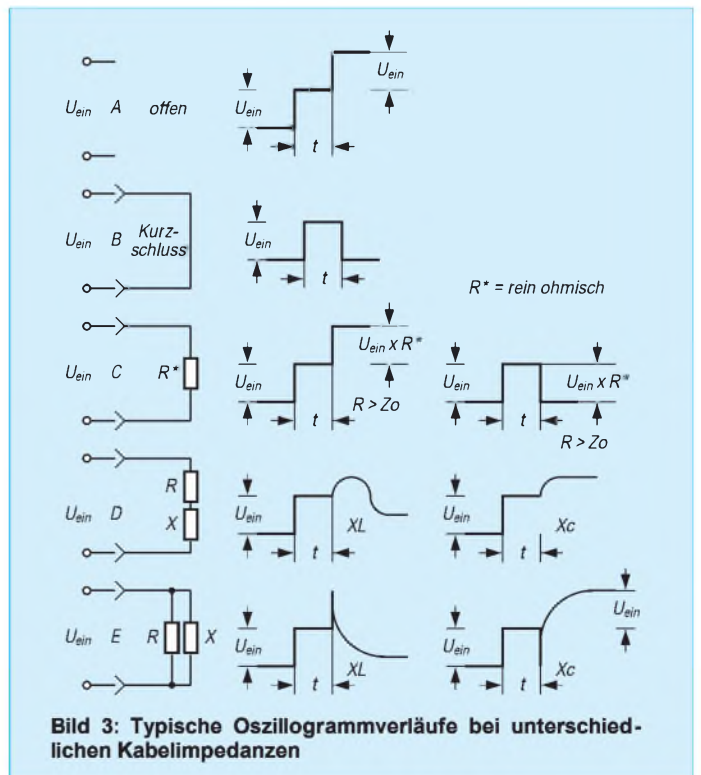 U_ein A offen
U_ein
t
U_ein
U_ein B Kurz-
schluss
U_ein
t
R* = rein ohmisch
U_ein C R*
U_ein
t
U_ein x R*
R > Zo
U_ein
t
U_ein x R*
R > Zo
U_ein D R
X
U_ein
t
XL
U_ein
t
Xc
U_ein E R X
U_ein
t
XL
U_ein
t
Xc
U_ein
Bild 3: Typische Oszillogrammverläufe bei unterschied-
lichen Kabelimpedanzen